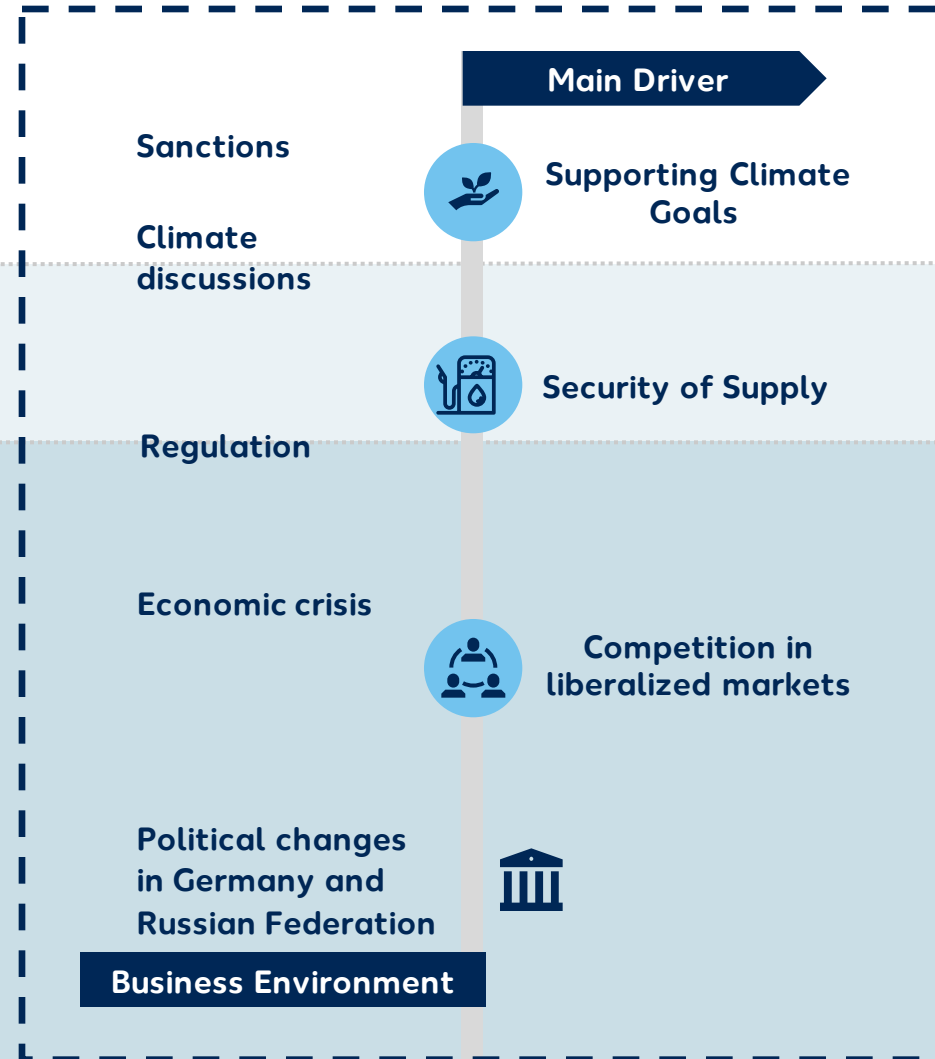 Main Driver
Sanctions
Supporting Climate
Goals
Climate
discussions
Security of Supply
Regulation
Economic crisis
Competition in
liberalized markets
Political changes
in Germany and
Russian Federation
Business Environment